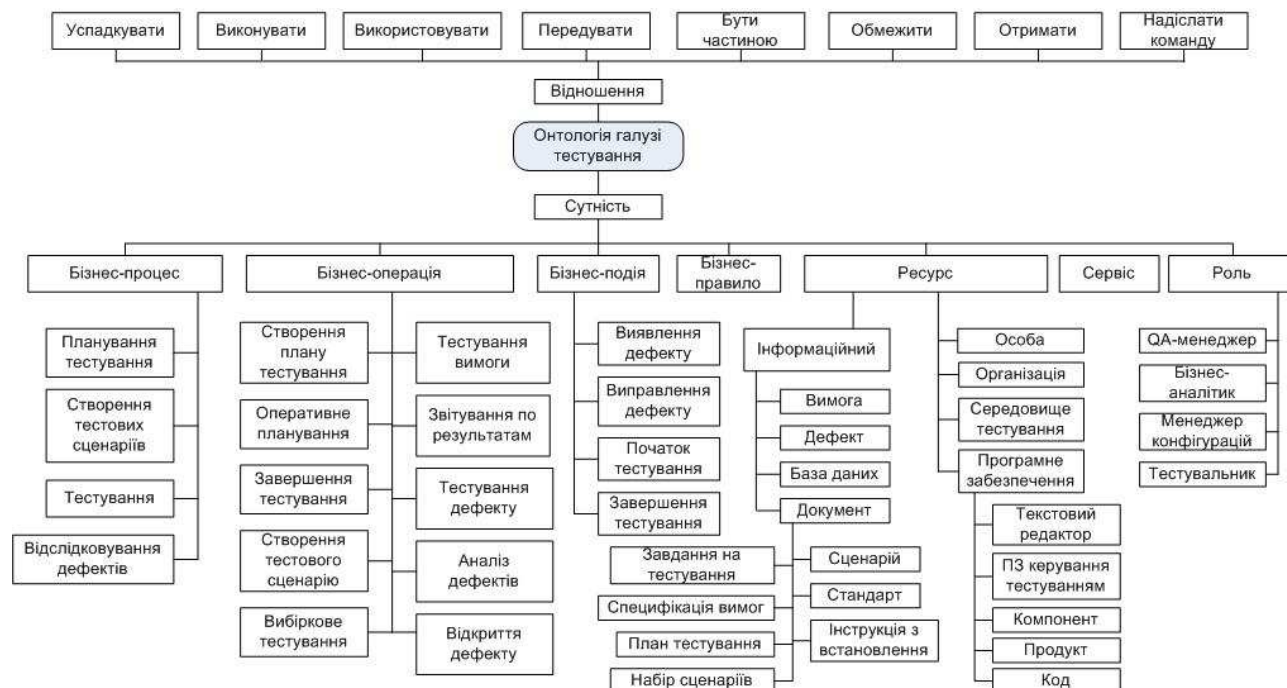 Успадкувати
Виконувати
Використовувати
Передувати
Бути
частиною
Обмежити
Отримати
Надіслати
команду
Відношення
Онтологія галузі
тестування
Сутність
Бізнес-процес
Бізнес-операція
Бізнес-подія
Бізнес-
правило
Ресурс
Сервіс
Роль
Планування
тестування
Створення
тестових
сценаріїв
Тестування
Відслідковування
дефектів
Створення
плану
тестування
Оперативне
планування
Завершення
тестування
Створення
тестового
сценарію
Вибіркове
тестування
Тестування
вимоги
Звітування по
результатам
Тестування
дефекту
Аналіз
дефектів
Відкриття
дефекту
Виявлення
дефекту
Виправлення
дефекту
Початок
тестування
Завершення
тестування
Інформаційний
Вимога
Дефект
База даних
Документ
Завдання на
тестування
Специфікація вимог
План тестування
Набір сценаріїв
Сценарій
Стандарт
Інструкція з
встановлення
Особа
Організація
Середовище
тестування
Програмне
забезпечення
Текстовий
редактор
ПЗ керування
тестуванням
Компонент
Продукт
Код
QA-менеджер
Бізнес-
аналітик
Менеджер
конфігурацій
Тестувальник